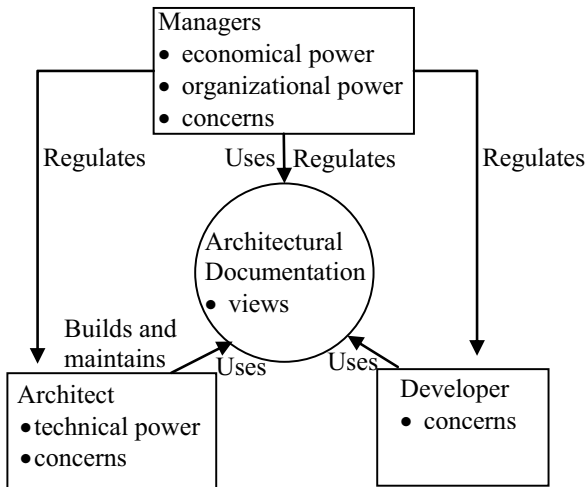 Managers
• economical power
• organizational power
• concerns
Regulates
Uses
Regulates
Regulates
Architectural
Documentation
• views
Builds and
maintains
Uses
Uses
Architect
•technical power
•concerns
Developer
• concerns